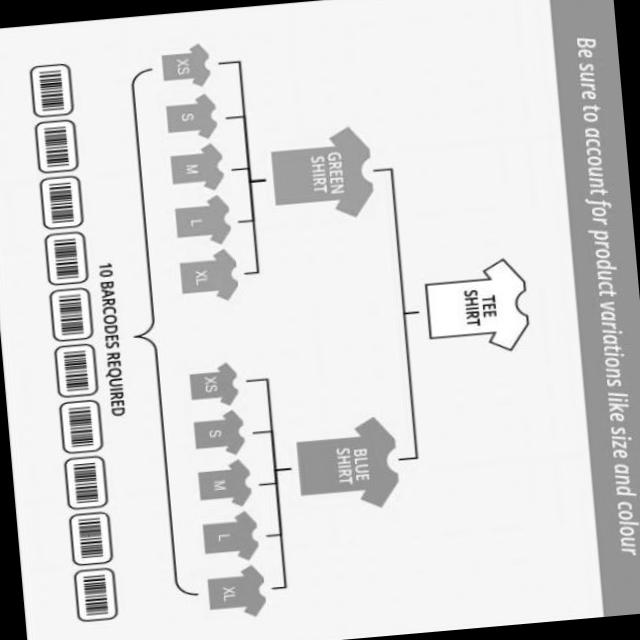 Be sure to account for product variations like size and colour
TEE
SHIRT
GREEN
SHIRT
BLUE
SHIRT
XS
S
M
L
XL
XS
S
M
L
XL
10 BARCODES REQUIRED